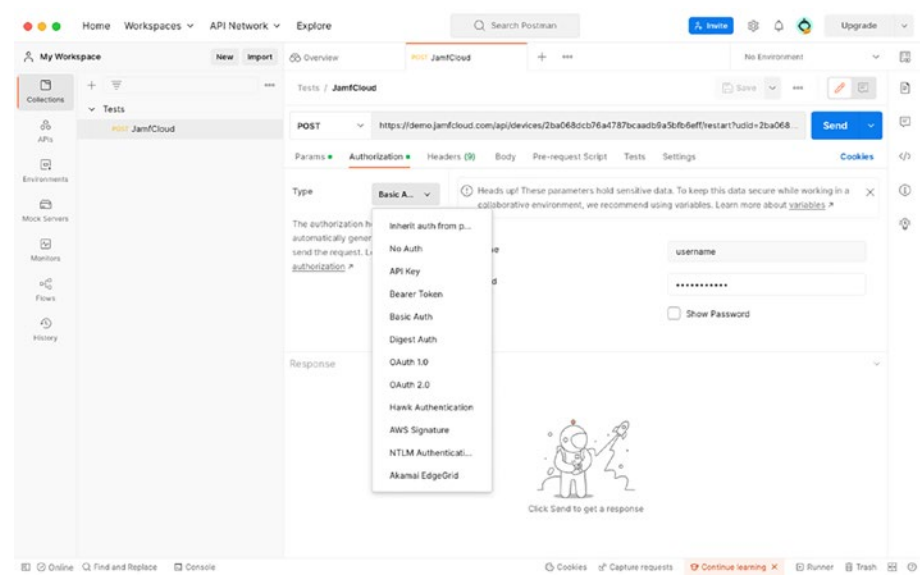 Home Workspaces API Network Explore Search Postman Invite Upgrade
My Workspace New Import Overview POST JamfCloud No Environment
Collections
Tests / JamfCloud Save
Tests
POST JamfCloud
POST https://demo.jamfcloud.com/api/devices/2ba068dcb76a4787bcaadb9a5bfb6eff/restart?udid=2ba068... Send
APIs
Params Authorization Headers (9) Body Pre-request Script Tests Settings Cookies
Environments
Type Basic A...
Heads up! These parameters hold sensitive data. To keep this data secure while working in a
collaborative environment, we recommend using variables. Learn more about variables
Mock Servers
The authorization h
automatically gener
send the request. L
authorization
Monitors
Flows
History
Inherit auth from p...
No Auth
API Key
Bearer Token
Basic Auth
Digest Auth
OAuth 1.0
OAuth 2.0
Hawk Authentication
AWS Signature
NTLM Authenticati...
Akamai EdgeGrid
username
Show Password
Response
Click Send to get a response
Online Find and Replace Console Cookies Capture requests Continue learning Runner Trash